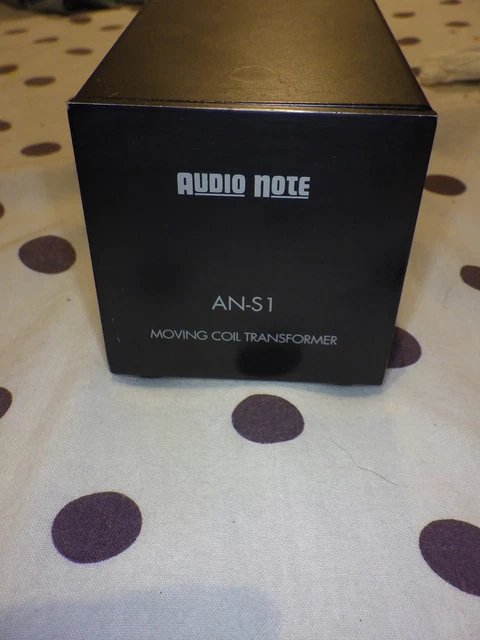 AUDIO NOTE
AN-S1
MOVING COIL TRANSFORMER